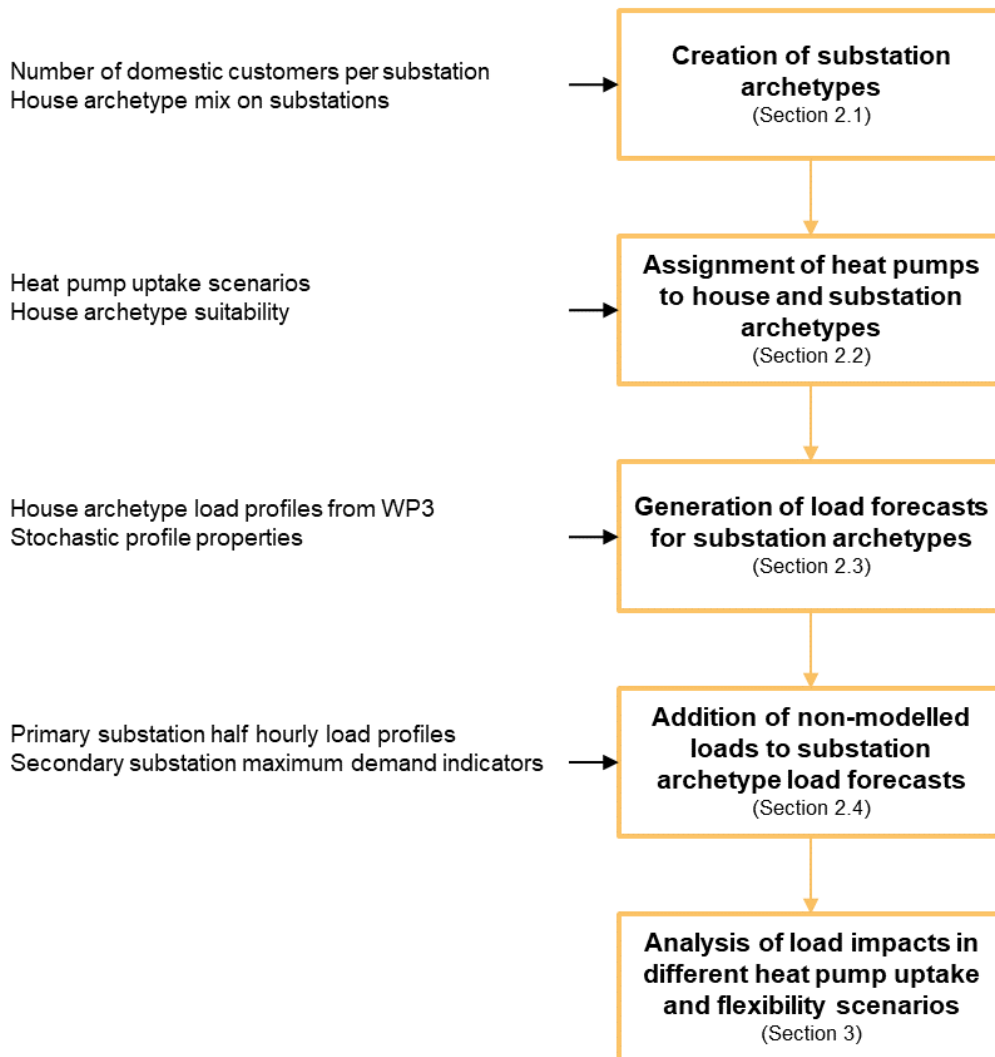 Number of domestic customers per substation
House archetype mix on substations
Creation of substation
archetypes
(Section 2.1)
Heat pump uptake scenarios
House archetype suitability
Assignment of heat pumps
to house and substation
archetypes
(Section 2.2)
House archetype load profiles from WP3
Stochastic profile properties
Generation of load forecasts
for substation archetypes
(Section 2.3)
Primary substation half hourly load profiles
Secondary substation maximum demand indicators
Addition of non-modelled
loads to substation
archetype load forecasts
(Section 2.4)
Analysis of load impacts in
different heat pump uptake
and flexibility scenarios
(Section 3)